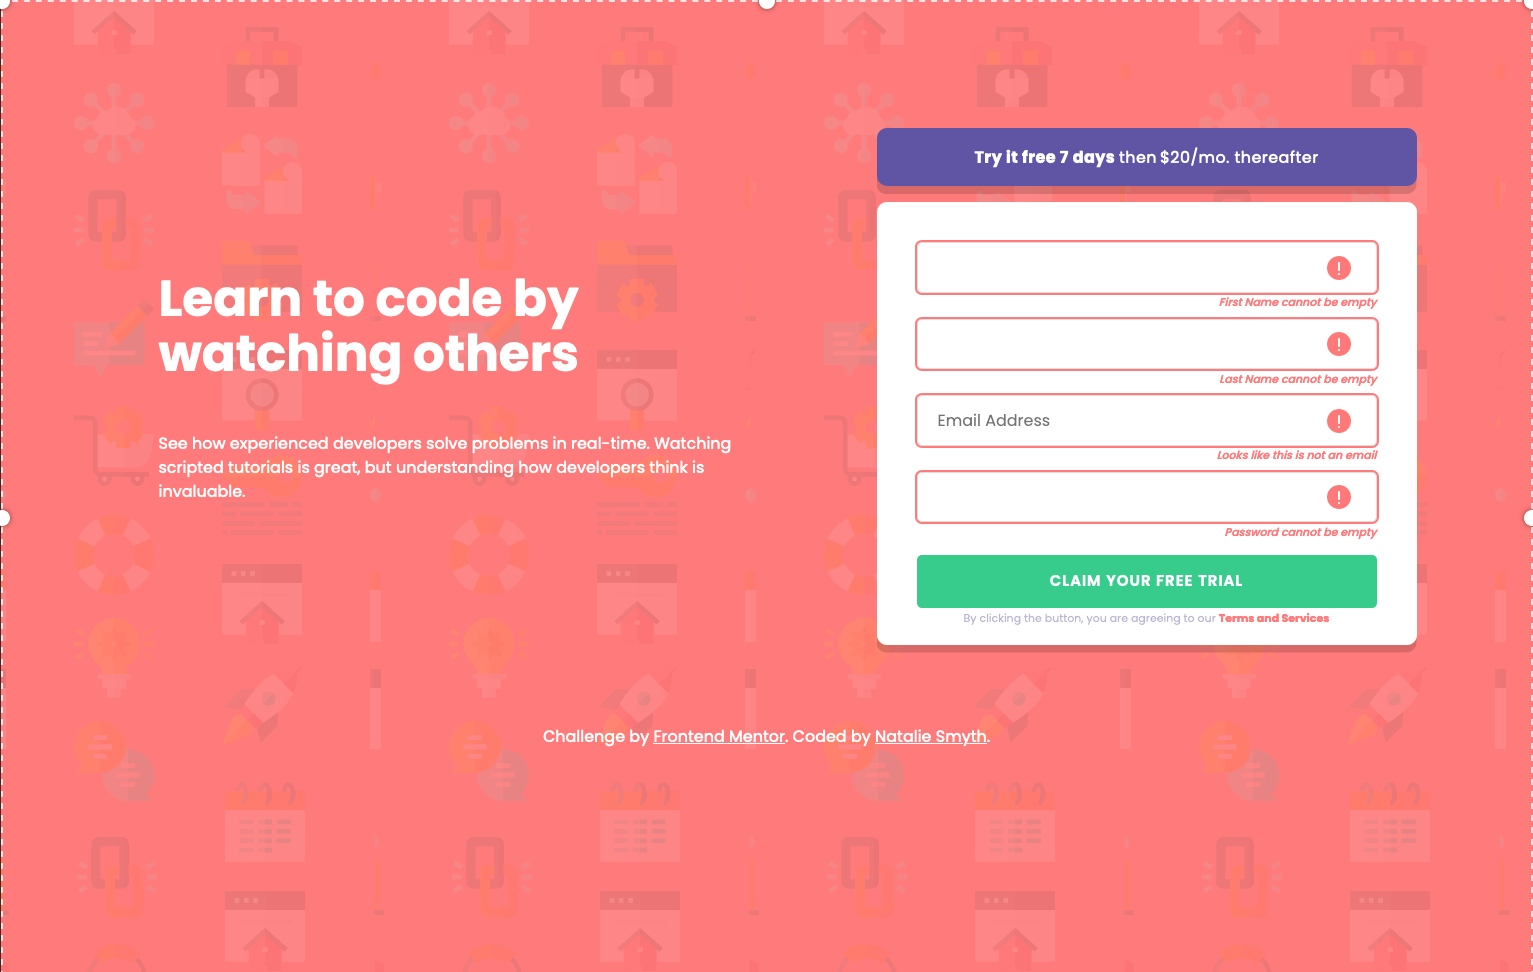 Learn to code by
watching others
See how experienced developers solve problems in real-time. Watching
scripted tutorials is great, but understanding how developers think is
invaluable.
Try it free 7 days then $20/mo. thereafter
First Name cannot be empty
Last Name cannot be empty
Email Address
Looks like this is not an email
Password cannot be empty
CLAIM YOUR FREE TRIAL
By clicking the button, you are agreeing to our Terms and Services
Challenge by Frontend Mentor. Coded by Natalie Smyth.